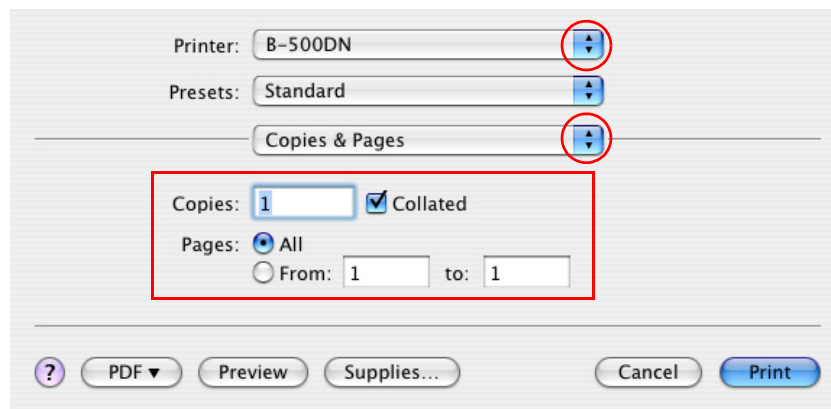 Printer: B-500DN
Presets: Standard
Copies & Pages
Copies: 1 Collated
Pages: All
From: 1 to: 1
? PDF ▼ Preview Supplies... Cancel Print